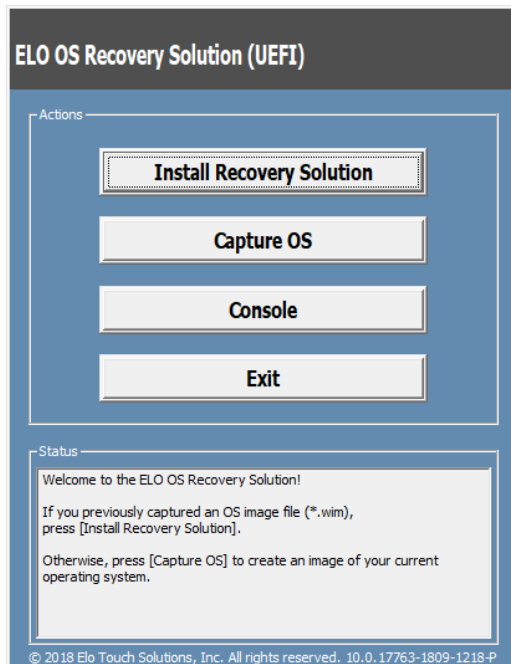 ELO OS Recovery Solution (UEFI)
Actions
Install Recovery Solution
Capture OS
Console
Exit
Status
Welcome to the ELO OS Recovery Solution!
If you previously captured an OS image file (*.wim),
press [Install Recovery Solution].
Otherwise, press [Capture OS] to create an image of your current
operating system.
© 2018 Elo Touch Solutions, Inc. All rights reserved. 10.0.17763-1809-1218-P